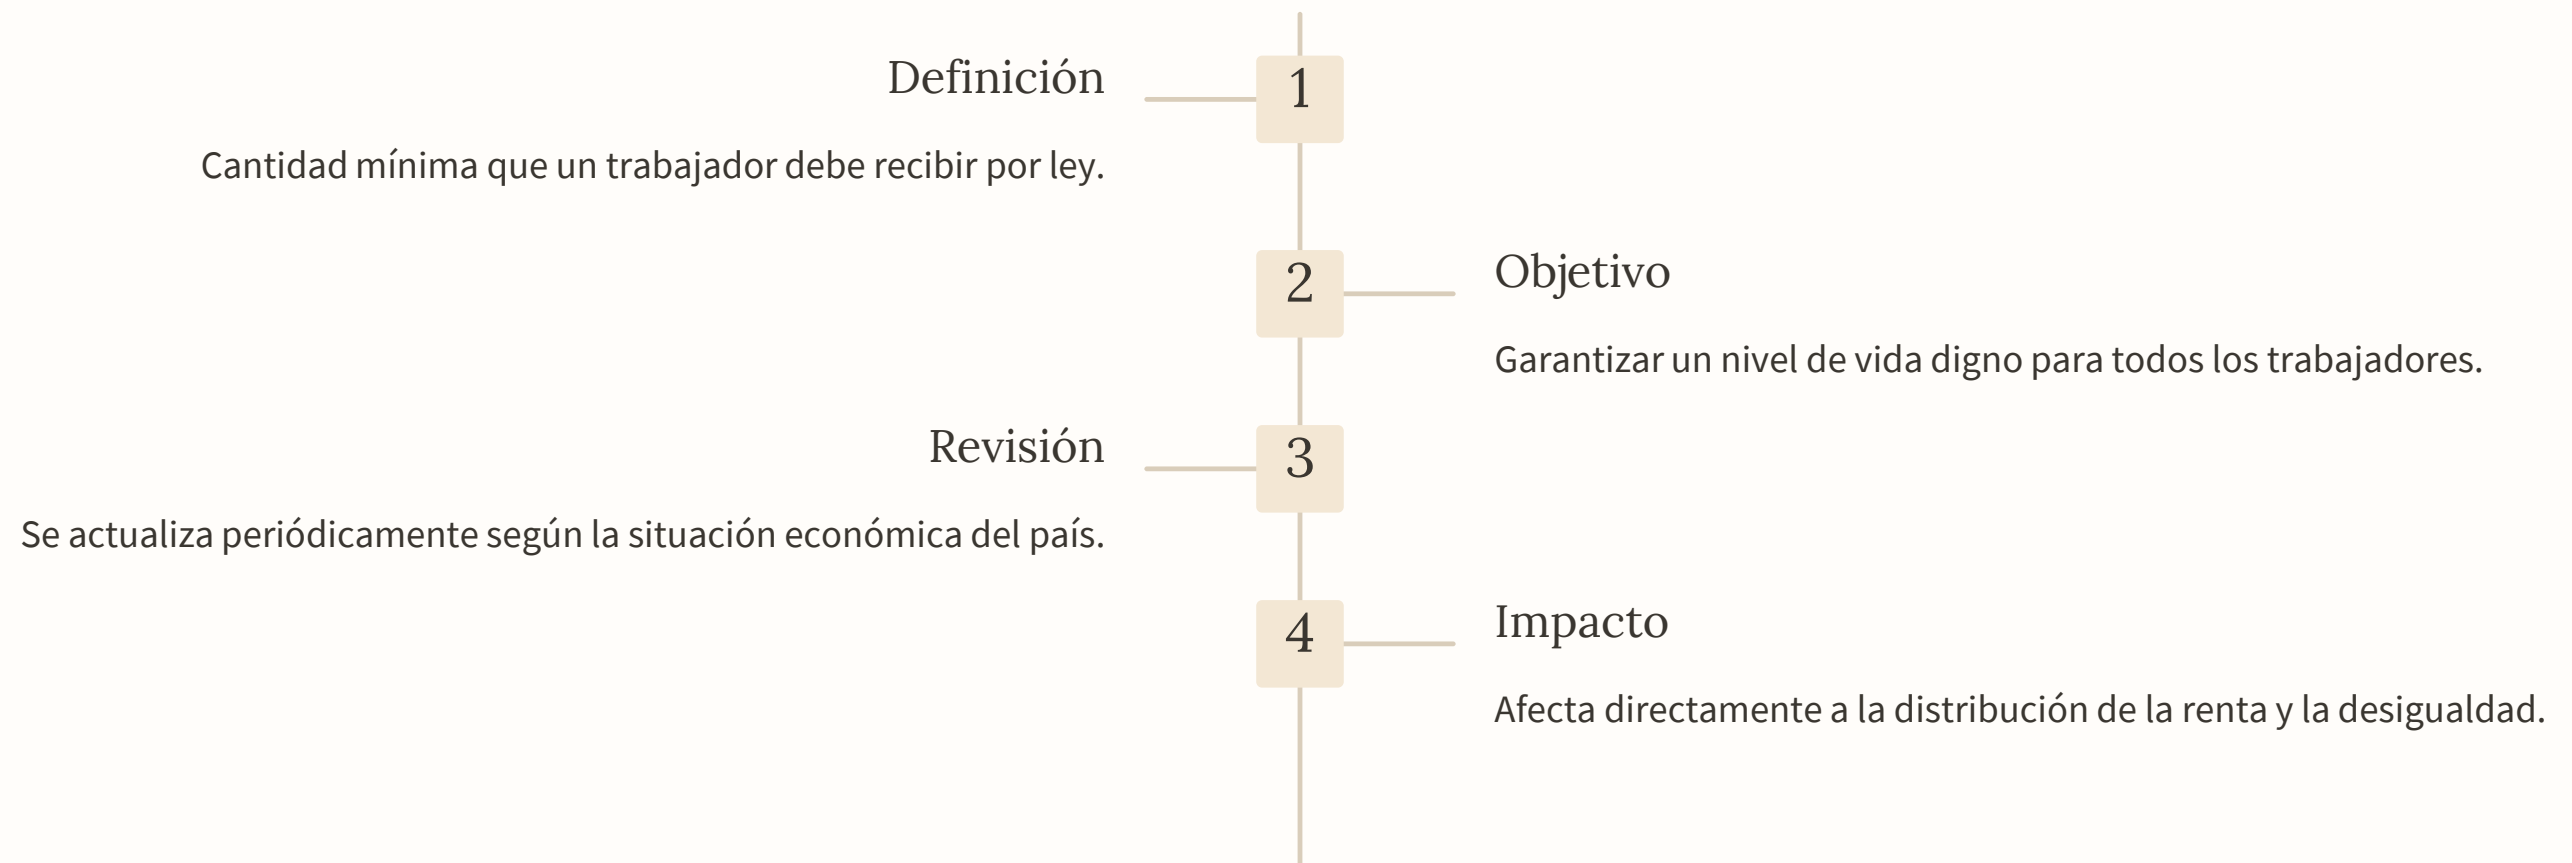 Definición
1
Cantidad mínima que un trabajador debe recibir por ley.
2
Objetivo
Garantizar un nivel de vida digno para todos los trabajadores.
Revisión
3
Se actualiza periódicamente según la situación económica del país.
4
Impacto
Afecta directamente a la distribución de la renta y la desigualdad.